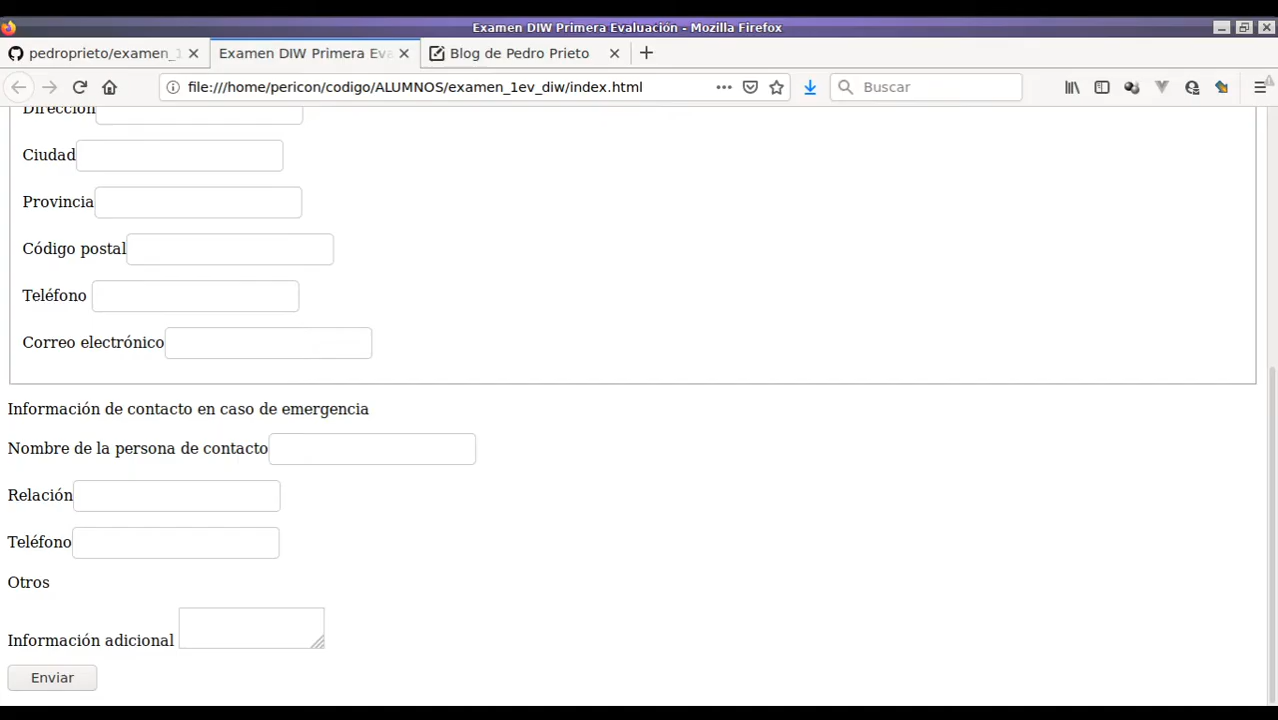 Examen DIW Primera Evaluación - Mozilla Firefox
pedroprieto/examen_1
Examen DIW Primera Eva
Blog de Pedro Prieto
file:///home/pericon/codigo/ALUMNOS/examen_1ev_diw/index.html
Buscar
Dirección
Ciudad
Provincia
Código postal
Teléfono
Correo electrónico
Información de contacto en caso de emergencia
Nombre de la persona de contacto
Relación
Teléfono
Otros
Información adicional
Enviar